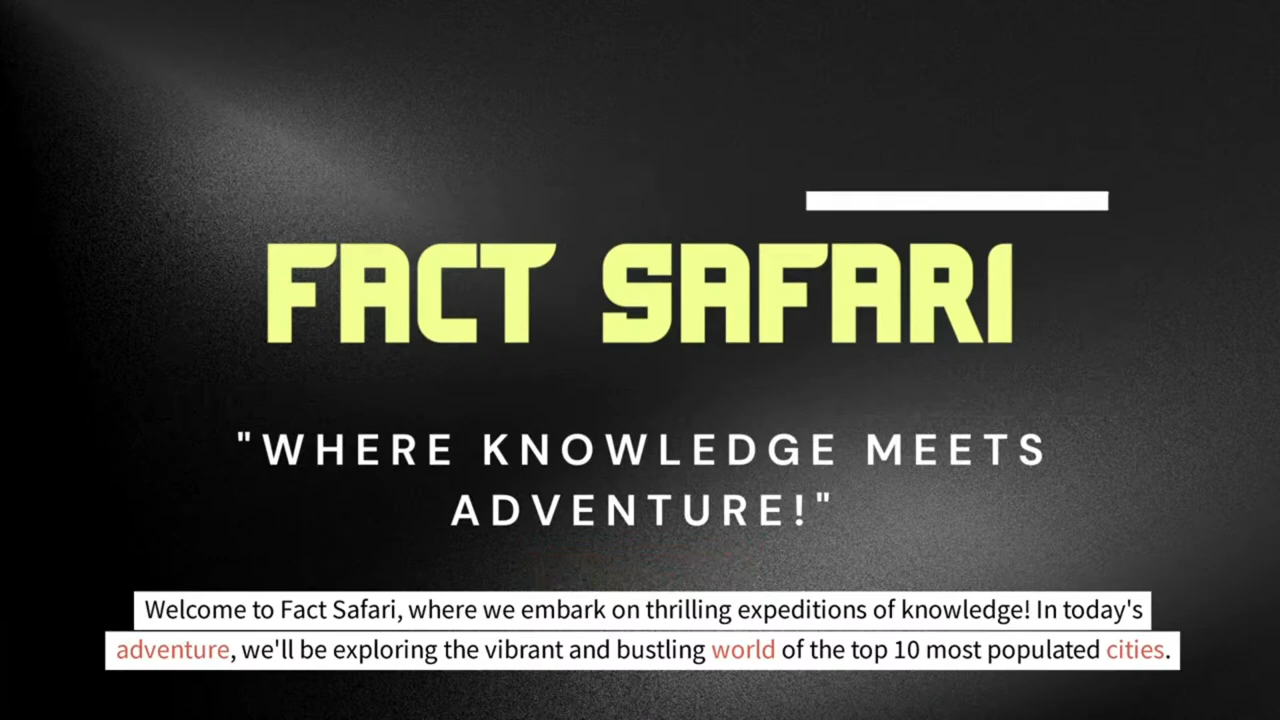 FACT SAFARI
"WHERE KNOWLEDGE MEETS
ADVENTURE!"
Welcome to Fact Safari, where we embark on thrilling expeditions of knowledge! In today's
adventure, we'll be exploring the vibrant and bustling world of the top 10 most populated cities.